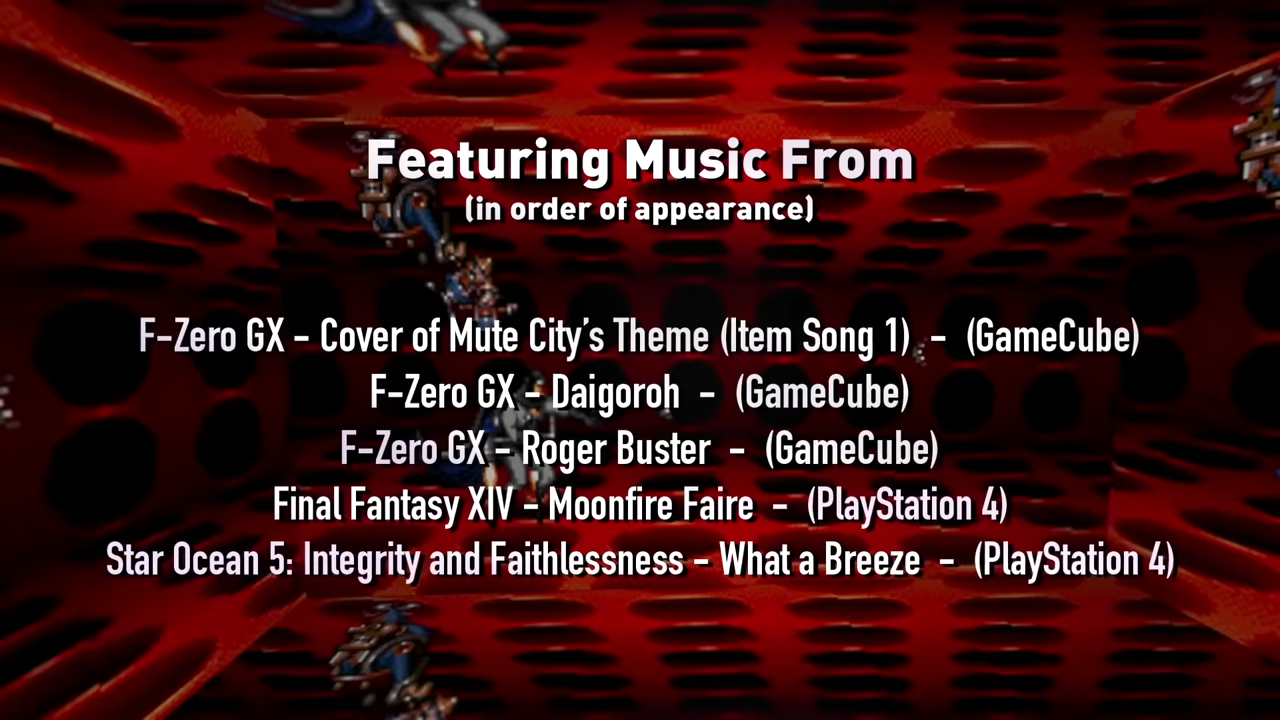 Featuring Music From
(in order of appearance)
F-Zero GX - Cover of Mute City's Theme (Item Song 1) - (GameCube)
F-Zero GX - Daigoroh - (GameCube)
F-Zero GX - Roger Buster - (GameCube)
Final Fantasy XIV - Moonfire Faire - (PlayStation 4)
Star Ocean 5: Integrity and Faithlessness - What a Breeze - (PlayStation 4)